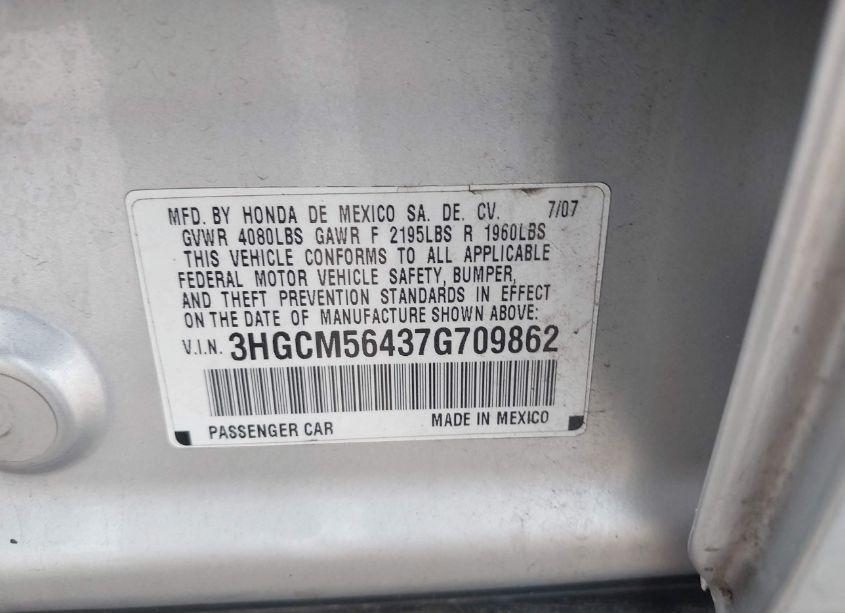 MFD. BY HONDA DE MEXICO SA. DE. CV. 7/07
GVWR 4080LBS GAWR F 2195LBS R 1960LBS
THIS VEHICLE CONFORMS TO ALL APPLICABLE
FEDERAL MOTOR VEHICLE SAFETY, BUMPER,
AND THEFT PREVENTION STANDARDS IN EFFECT
ON THE DATE OF MANUFACTURE SHOWN ABOVE:
V.I.N. 3HGCM56437G709862
PASSENGER CAR MADE IN MEXICO